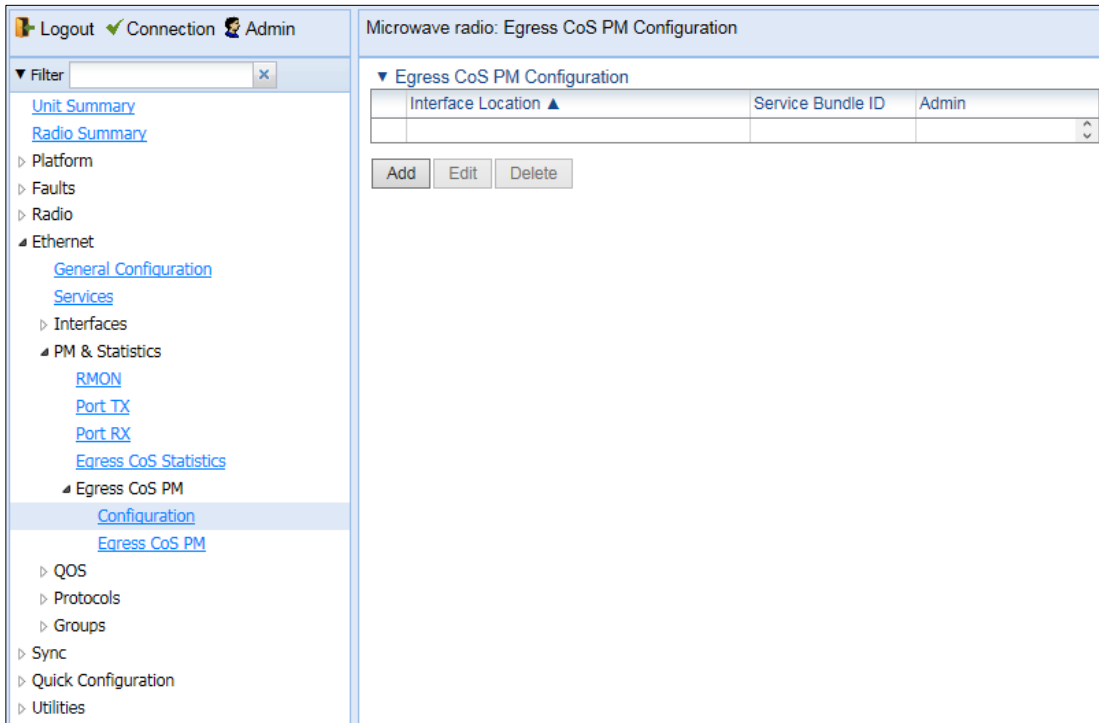 Logout Connection Admin
Microwave radio: Egress CoS PM Configuration
▼ Filter
Unit Summary
Radio Summary
Platform
Faults
Radio
Ethernet
General Configuration
Services
Interfaces
PM & Statistics
RMON
Port TX
Port RX
Egress CoS Statistics
Egress CoS PM
Configuration
Egress CoS PM
QOS
Protocols
Groups
Sync
Quick Configuration
Utilities
▼ Egress CoS PM Configuration
Interface Location ▲ Service Bundle ID Admin
Add Edit Delete